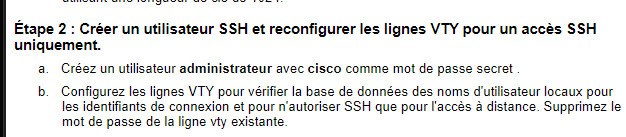 utilisant une longueur de clé de 1024.
Étape 2 : Créer un utilisateur SSH et reconfigurer les lignes VTY pour un accès SSH
uniquement.
a. Créez un utilisateur administrateur avec cisco comme mot de passe secret .
b. Configurez les lignes VTY pour vérifier la base de données des noms d'utilisateur locaux pour
les identifiants de connexion et pour n'autoriser SSH que pour l'accès à distance. Supprimez le
mot de passe de la ligne vty existante.